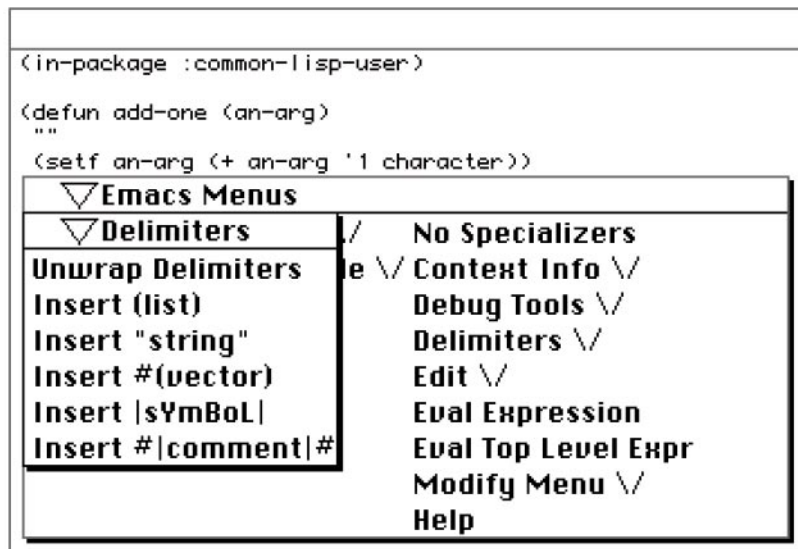 (in-package :common-lisp-user)
(defun add-one (an-arg)
""
(setf an-arg (+ an-arg '1 character))
▽Emacs Menus
▽Delimiters
Unwrap Delimiters
Insert (list)
Insert "string"
Insert #(vector)
Insert |sYmBoL|
Insert #|comment|#
No Specializers
Context Info \/
Debug Tools \/
Delimiters \/
Edit \/
Eval Expression
Eval Top Level Expr
Modify Menu \/
Help